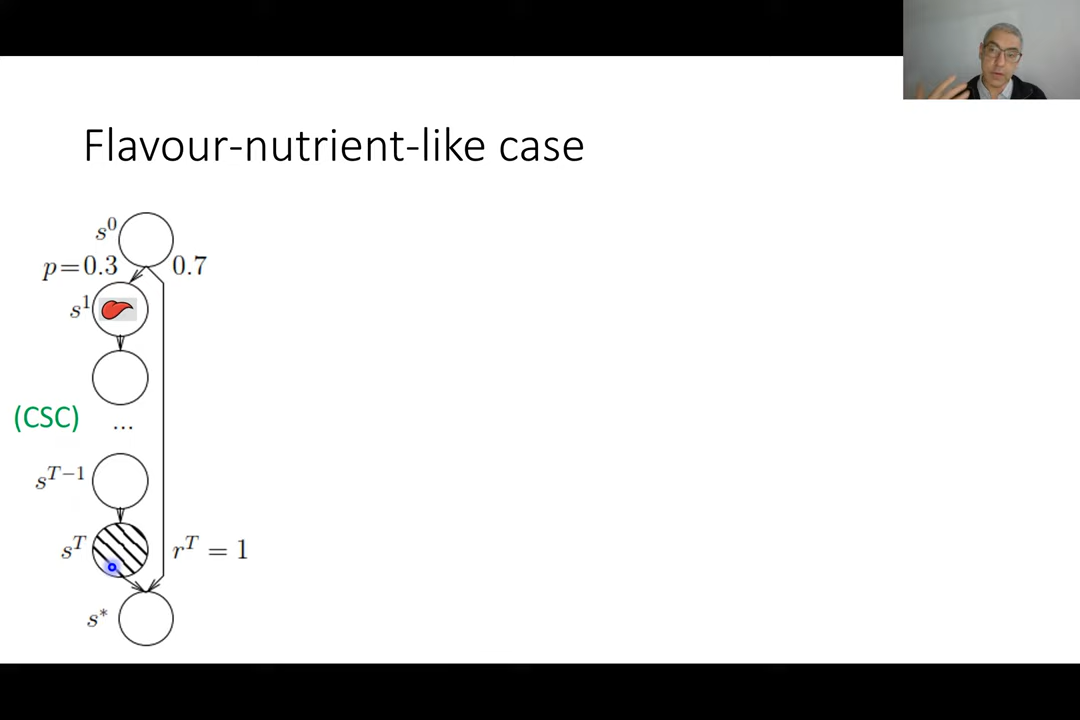 Flavour-nutrient-like case
s⁰
p=0.3 0.7
s¹
(CSC) ...
s^{T−1}
s^T r^T = 1
s*